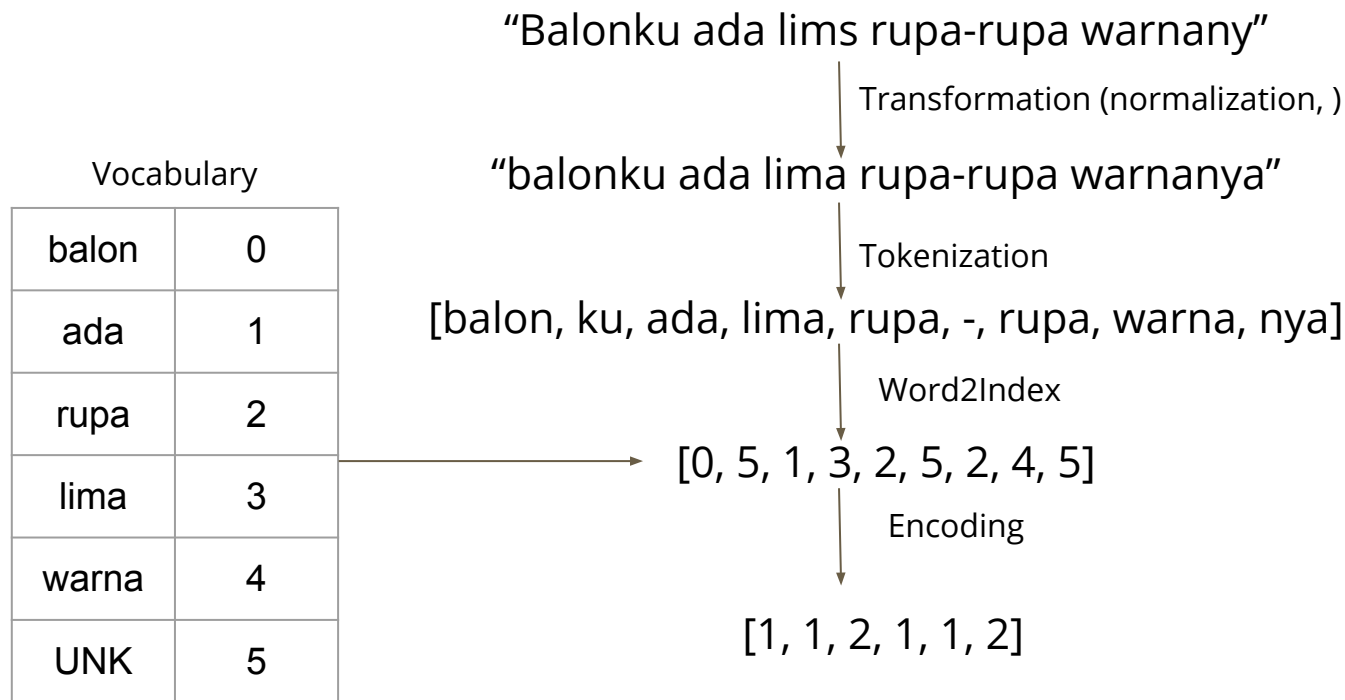 “Balonku ada lims rupa-rupa warnany”
Transformation (normalization, )
“balonku ada lima rupa-rupa warnanya”
Tokenization
[balon, ku, ada, lima, rupa, -, rupa, warna, nya]
Word2Index
[0, 5, 1, 3, 2, 5, 2, 4, 5]
Encoding
[1, 1, 2, 1, 1, 2]
Vocabulary
balon 0
ada 1
rupa 2
lima 3
warna 4
UNK 5